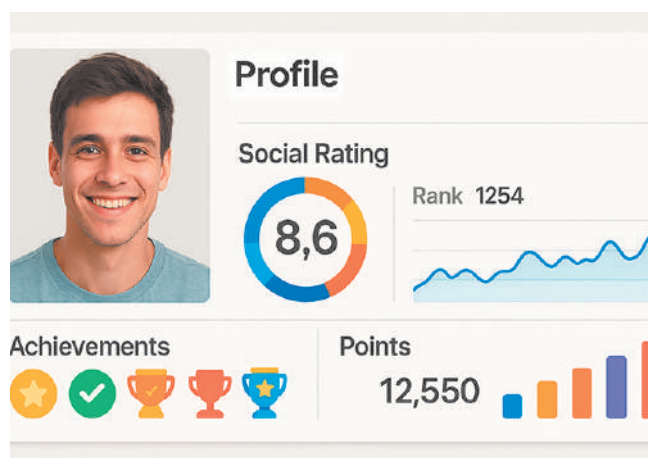 Profile
Social Rating
8,6
Rank 1254
Achievements
Points
12,550